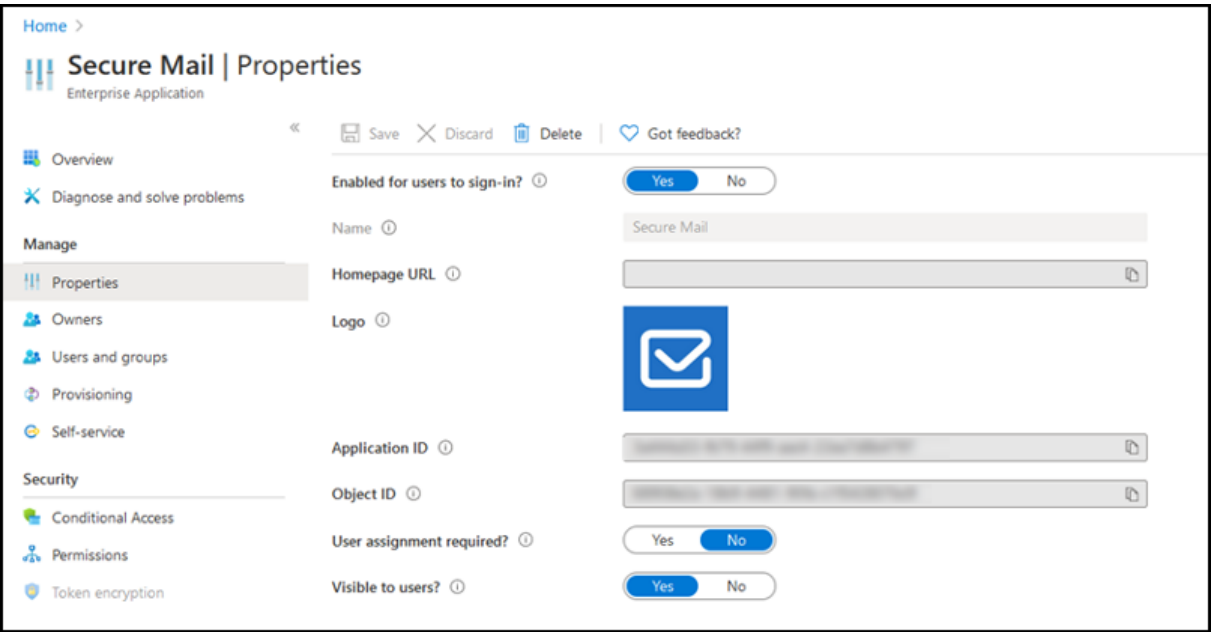 Home >
Secure Mail | Properties
Enterprise Application
«
Save Discard Delete Got feedback?
Overview
Diagnose and solve problems
Manage
Properties
Owners
Users and groups
Provisioning
Self-service
Security
Conditional Access
Permissions
Token encryption
Enabled for users to sign-in? Yes No
Name Secure Mail
Homepage URL
Logo
Application ID
Object ID
User assignment required? Yes No
Visible to users? Yes No